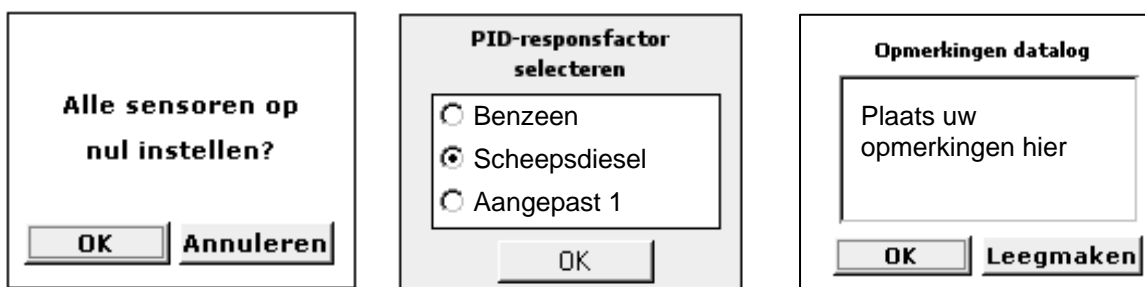 Alle sensoren op
nul instellen?
OK
Annuleren
PID-responsfactor
selecteren
Benzeen
Scheepsdiesel
Aangepast 1
OK
Opmerkingen datalog
Plaats uw
opmerkingen hier
OK
Leegmaken